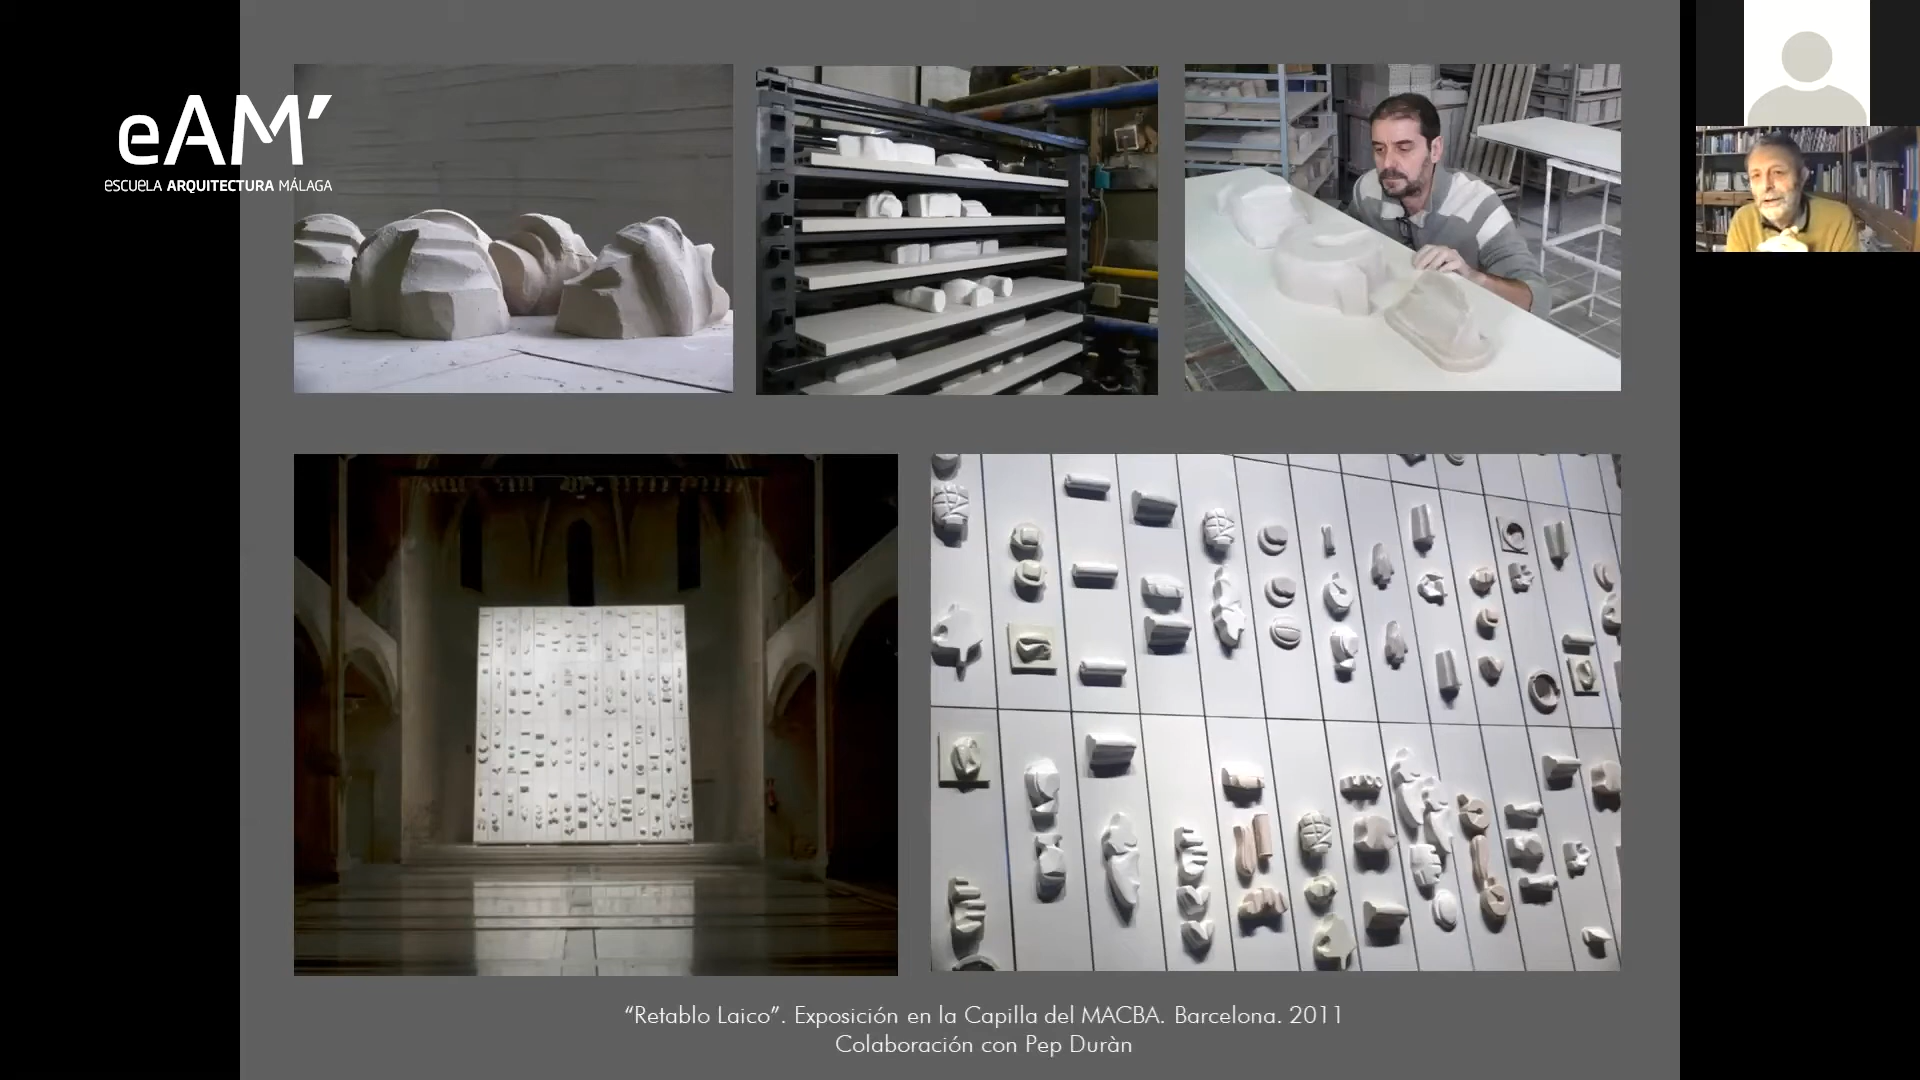 eAM'
escuela ARQUITECTURA MÁLAGA
“Retablo Laico”. Exposición en la Capilla del MACBA. Barcelona. 2011
Colaboración con Pep Duràn